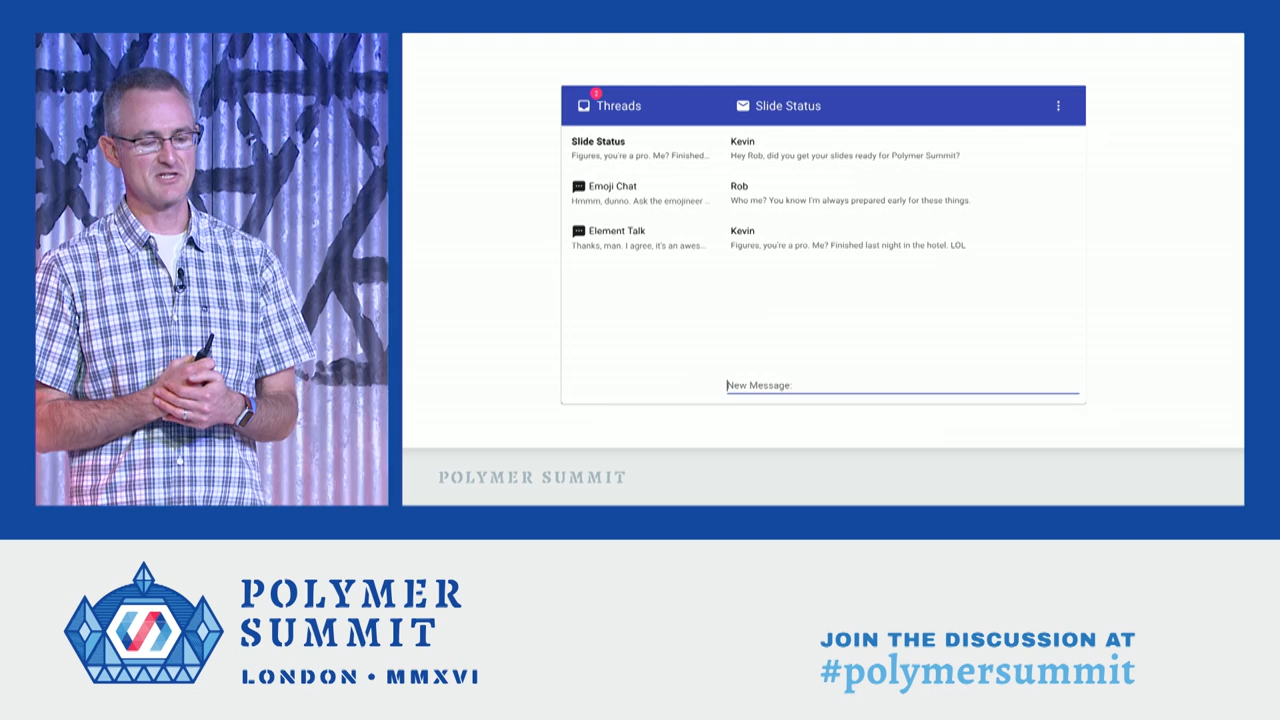 2
Threads
Slide Status
Slide Status
Figures, you're a pro. Me? Finished...
Emoji Chat
Hmmm, dunno. Ask the emojineer ...
Element Talk
Thanks, man. I agree, it's an awes...
Kevin
Hey Rob, did you get your slides ready for Polymer Summit?
Rob
Who me? You know I'm always prepared early for these things.
Kevin
Figures, you're a pro. Me? Finished last night in the hotel. LOL
New Message:
POLYMER SUMMIT
POLYMER
SUMMIT
LONDON • MMXVI
JOIN THE DISCUSSION AT
#polymersummit